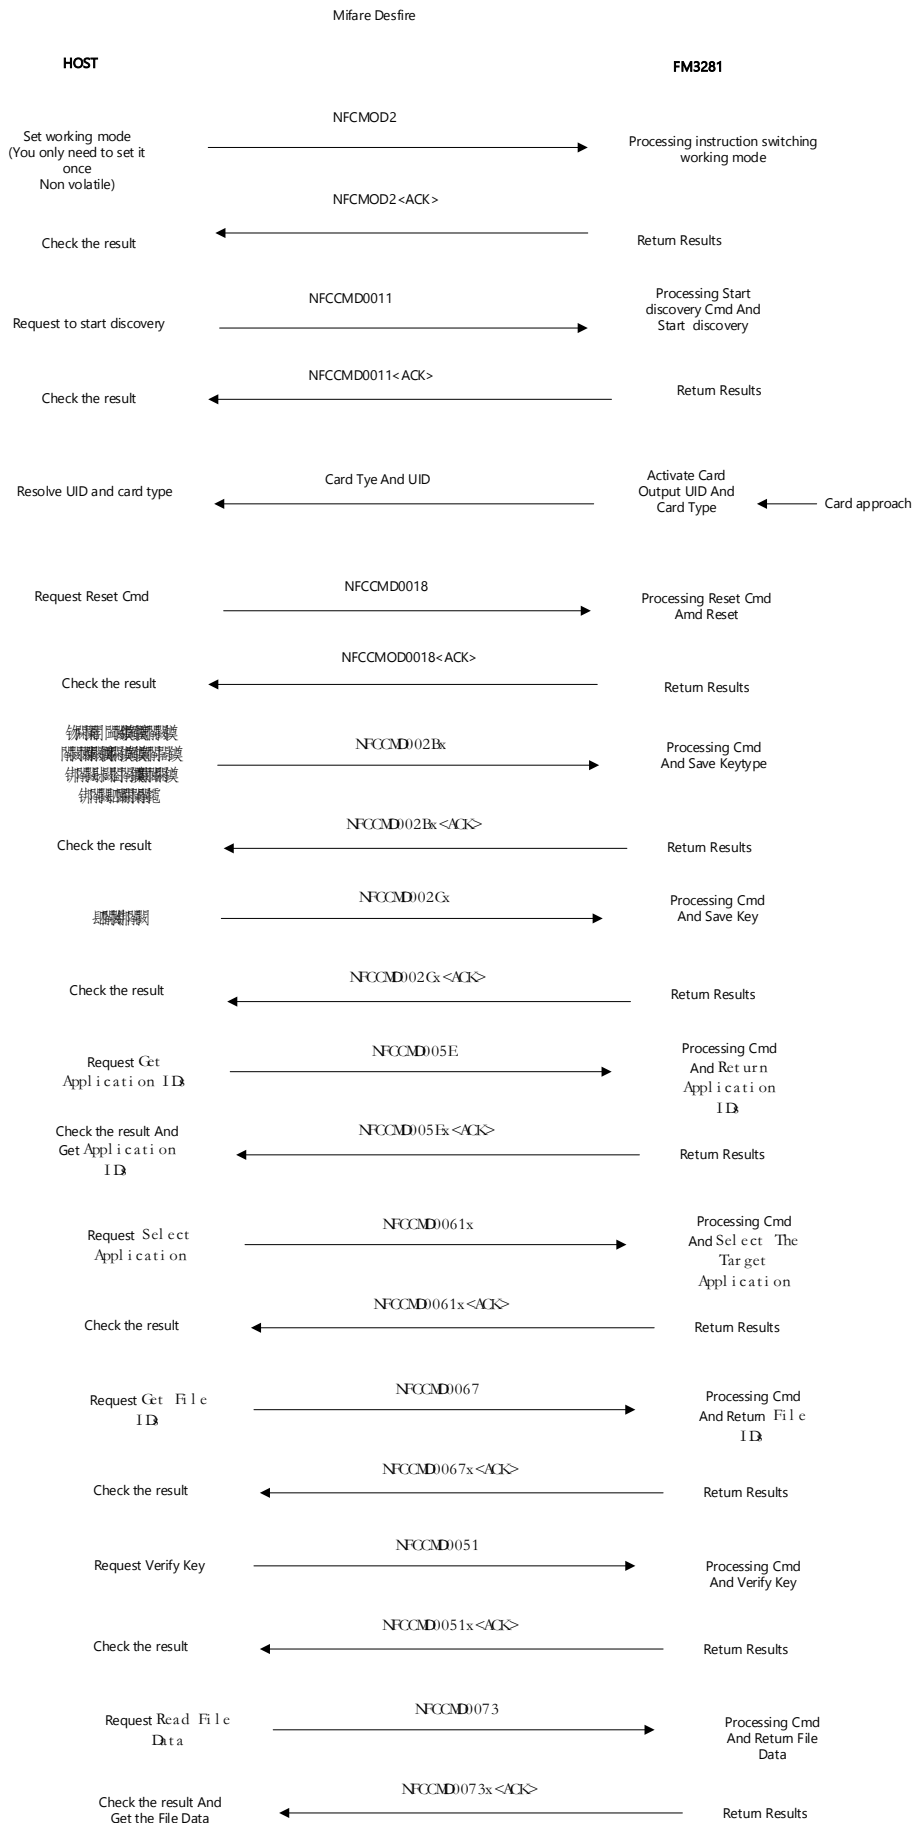 Mifare Desfire
HOST
FM3281
NFCMOD2
Set working mode
(You only need to set it
once
Non volatile)
Processing instruction switching
working mode
NFCMOD2<ACK>
Check the result
Return Results
NFCCMD0011
Request to start discovery
Processing Start
discovery Cmd And
Start discovery
NFCCMD0011<ACK>
Check the result
Return Results
Card Tye And UID
Resolve UID and card type
Activate Card
Output UID And
Card Type
Card approach
NFCCMD0018
Request Reset Cmd
Processing Reset Cmd
Amd Reset
NFCCMOD0018<ACK>
Check the result
Return Results
NFCCMD002Bx
Processing Cmd
And Save Keytype
NFCCMD002Bx<ACK>
Check the result
Return Results
NFCCMD002Cx
Processing Cmd
And Save Key
NFCCMD002Cx<ACK>
Check the result
Return Results
NFCCMD005E
Request Get
Application IDs
Processing Cmd
And Return
Application
IDs
NFCCMD005Ex<ACK>
Check the result And
Get Application
IDs
Return Results
NFCCMD0061x
Request Select
Application
Processing Cmd
And Select The
Target
Application
NFCCMD0061x<ACK>
Check the result
Return Results
NFCCMD0067
Request Get File
IDs
Processing Cmd
And Return File
IDs
NFCCMD0067x<ACK>
Check the result
Return Results
NFCCMD0051
Request Verify Key
Processing Cmd
And Verify Key
NFCCMD0051x<ACK>
Check the result
Return Results
NFCCMD0073
Request Read File
Data
Processing Cmd
And Return File
Data
NFCCMD0073x<ACK>
Check the result And
Get the File Data
Return Results